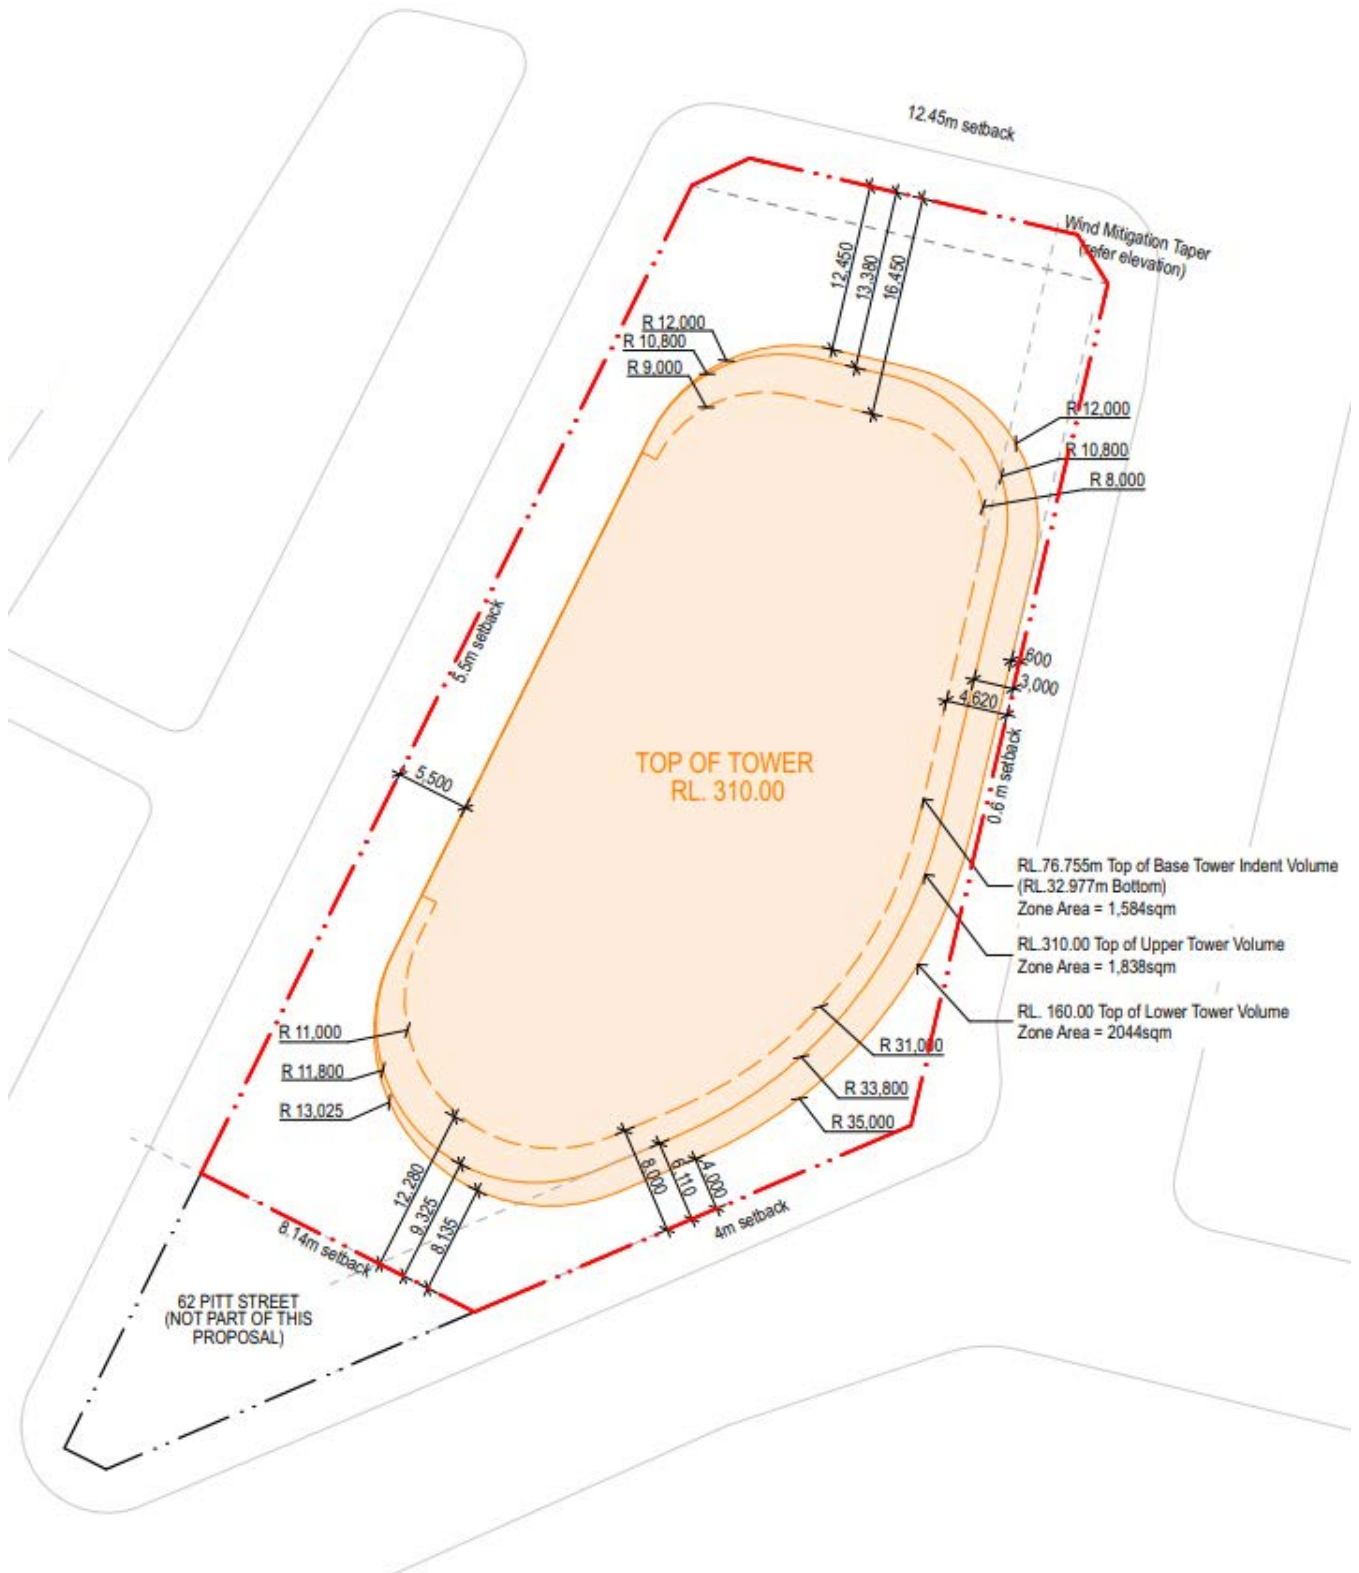 12.45m setback
Wind Mitigation Taper
(refer elevation)
12,450
13,380
16,450
R 12,000
R 10,800
R 9,000
R 12,000
R 10,800
R 8,000
5.5m setback
600
3,000
4,620
5,500
TOP OF TOWER
RL. 310.00
0.6 m setback
RL.76.755m Top of Base Tower Indent Volume
(RL.32.977m Bottom)
Zone Area = 1,584sqm
RL.310.00 Top of Upper Tower Volume
Zone Area = 1,838sqm
RL. 160.00 Top of Lower Tower Volume
Zone Area = 2044sqm
R 11,000
R 11,800
R 13,025
R 31,000
R 33,800
R 35,000
12,280
9,325
8,135
8,000
6,110
4,000
8.14m setback
4m setback
62 PITT STREET
(NOT PART OF THIS
PROPOSAL)